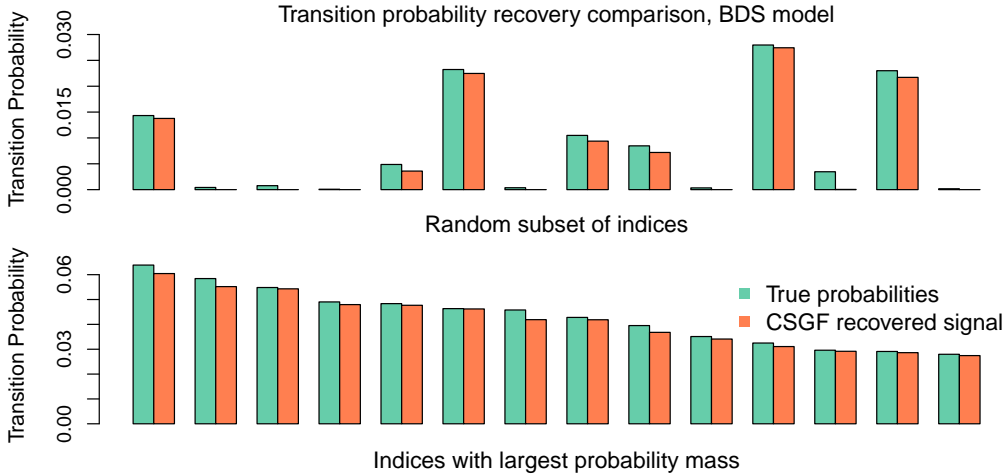 Transition probability recovery comparison, BDS model
Transition Probability
0.030
0.015
0.000
Random subset of indices
Transition Probability
0.06
0.03
0.00
True probabilities
CSGF recovered signal
Indices with largest probability mass